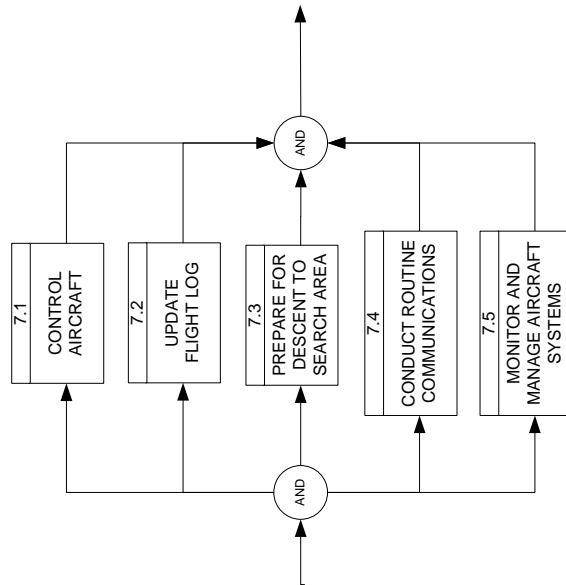 7.1
CONTROL
AIRCRAFT
7.2
UPDATE
FLIGHT LOG
AND
7.3
PREPARE FOR
DESCENT TO
SEARCH AREA
AND
7.4
CONDUCT ROUTINE
COMMUNICATIONS
7.5
MONITOR AND
MANAGE AIRCRAFT
SYSTEMS